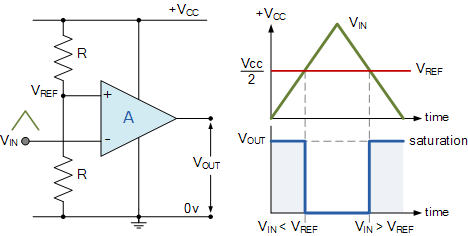 +VCC
R
VREF
+
A
VIN
-
R
VOUT
0v
+VCC
VIN
Vcc
2
VREF
time
VOUT
saturation
time
VIN < VREF
VIN > VREF